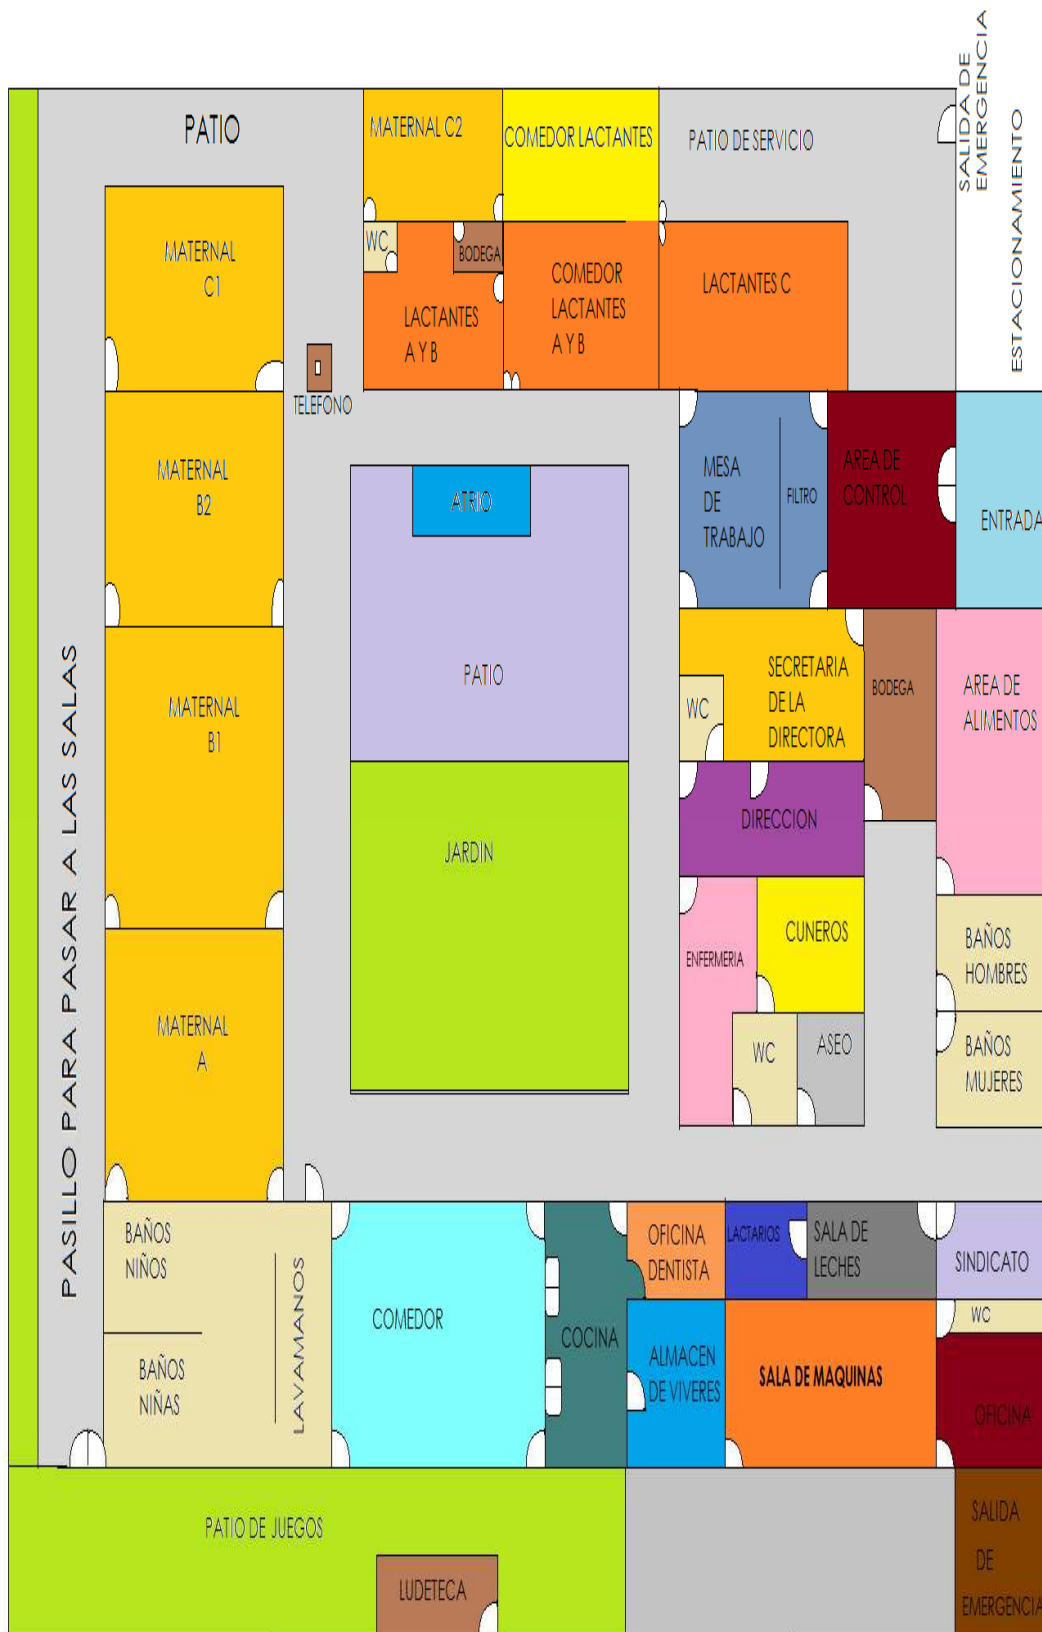 SALIDA DE
EMERGENCIA
ESTACIONAMIENTO
PATIO
MATERNAL C2
COMEDOR LACTANTES
PATIO DE SERVICIO
MATERNAL
C1
WC
BODEGA
LACTANTES
A Y B
COMEDOR
LACTANTES
A Y B
LACTANTES C
TELEFONO
MATERNAL
B2
ATRIO
MESA
DE
TRABAJO
FILTRO
AREA DE
CONTROL
ENTRADA
PASILLO PARA PASAR A LAS SALAS
MATERNAL
B1
PATIO
WC
SECRETARIA
DE LA
DIRECTORA
BODEGA
AREA DE
ALIMENTOS
DIRECCION
JARDIN
ENFERMERIA
CUNEROS
BAÑOS
HOMBRES
MATERNAL
A
WC
ASEO
BAÑOS
MUJERES
BAÑOS
NIÑOS
BAÑOS
NIÑAS
LAVAMANOS
COMEDOR
COCINA
OFICINA
DENTISTA
LACTARIOS
SALA DE
LECHES
SINDICATO
WC
ALMACEN
DE VIVERES
SALA DE MAQUINAS
OFICINA
PATIO DE JUEGOS
LUDETECA
SALIDA
DE
EMERGENCIA